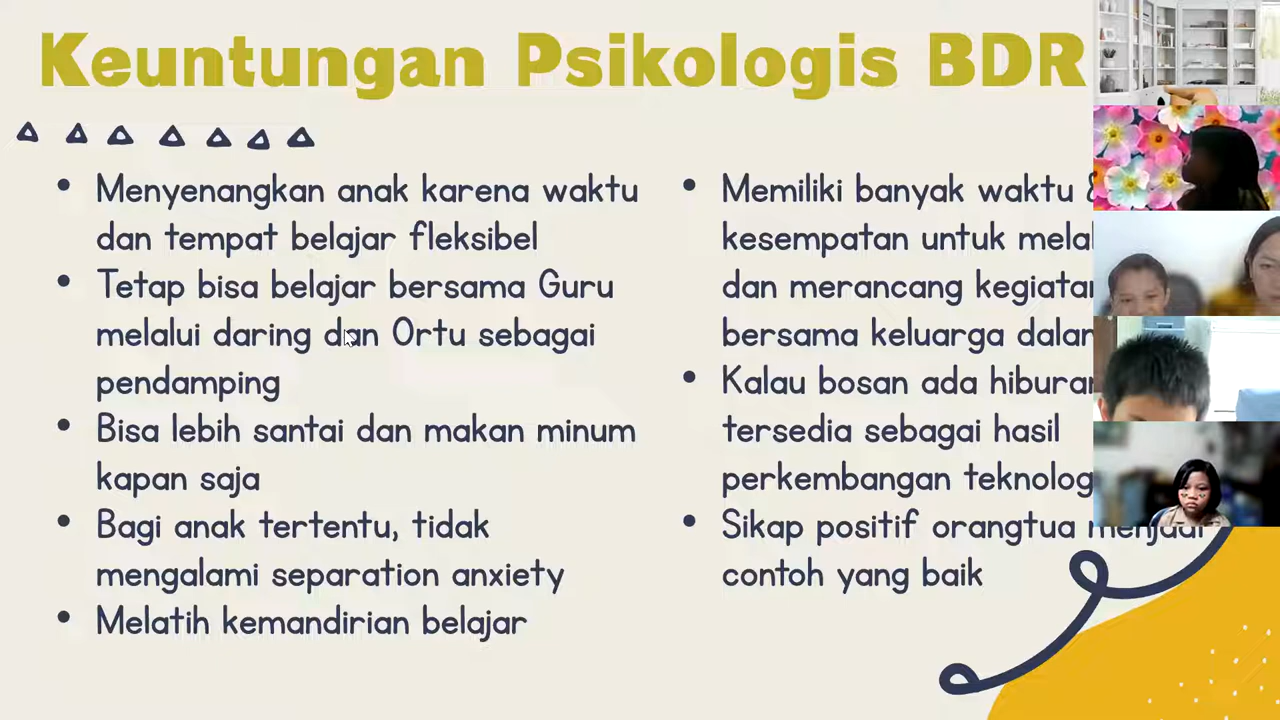 Keuntungan Psikologis BDR
• Menyenangkan anak karena waktu
dan tempat belajar fleksibel
• Tetap bisa belajar bersama Guru
melalui daring dan Ortu sebagai
pendamping
• Bisa lebih santai dan makan minum
kapan saja
• Bagi anak tertentu, tidak
mengalami separation anxiety
• Melatih kemandirian belajar
• Memiliki banyak waktu
kesempatan untuk
dan merancang
bersama keluarga
• Kalau bosan ada
tersedia sebagai hasil
perkembangan
• Sikap positif orangtua
contoh yang baik